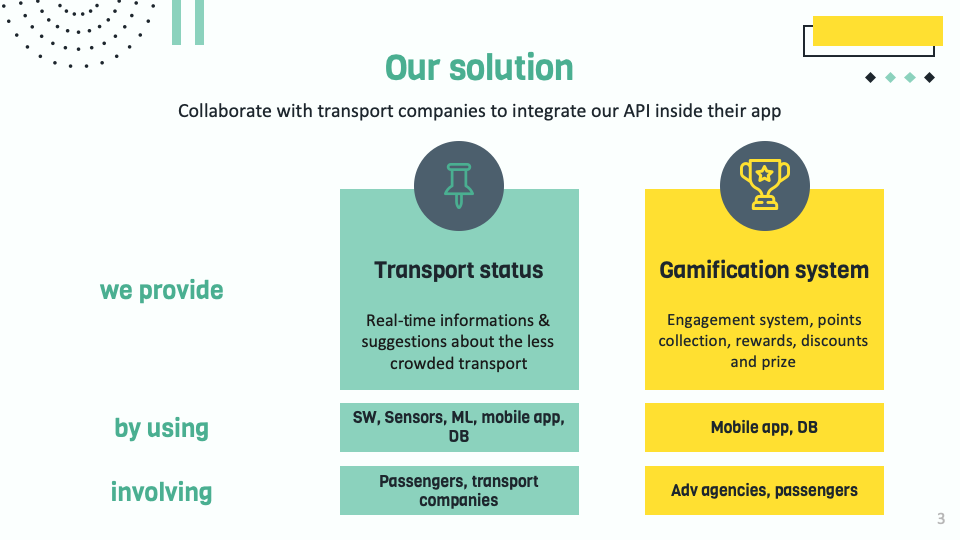 Our solution
Collaborate with transport companies to integrate our API inside their app
we provide
Transport status
Real-time informations &
suggestions about the less
crowded transport
Gamification system
Engagement system, points
collection, rewards, discounts
and prize
by using
SW, Sensors, ML, mobile app,
DB
Mobile app, DB
involving
Passengers, transport
companies
Adv agencies, passengers
3